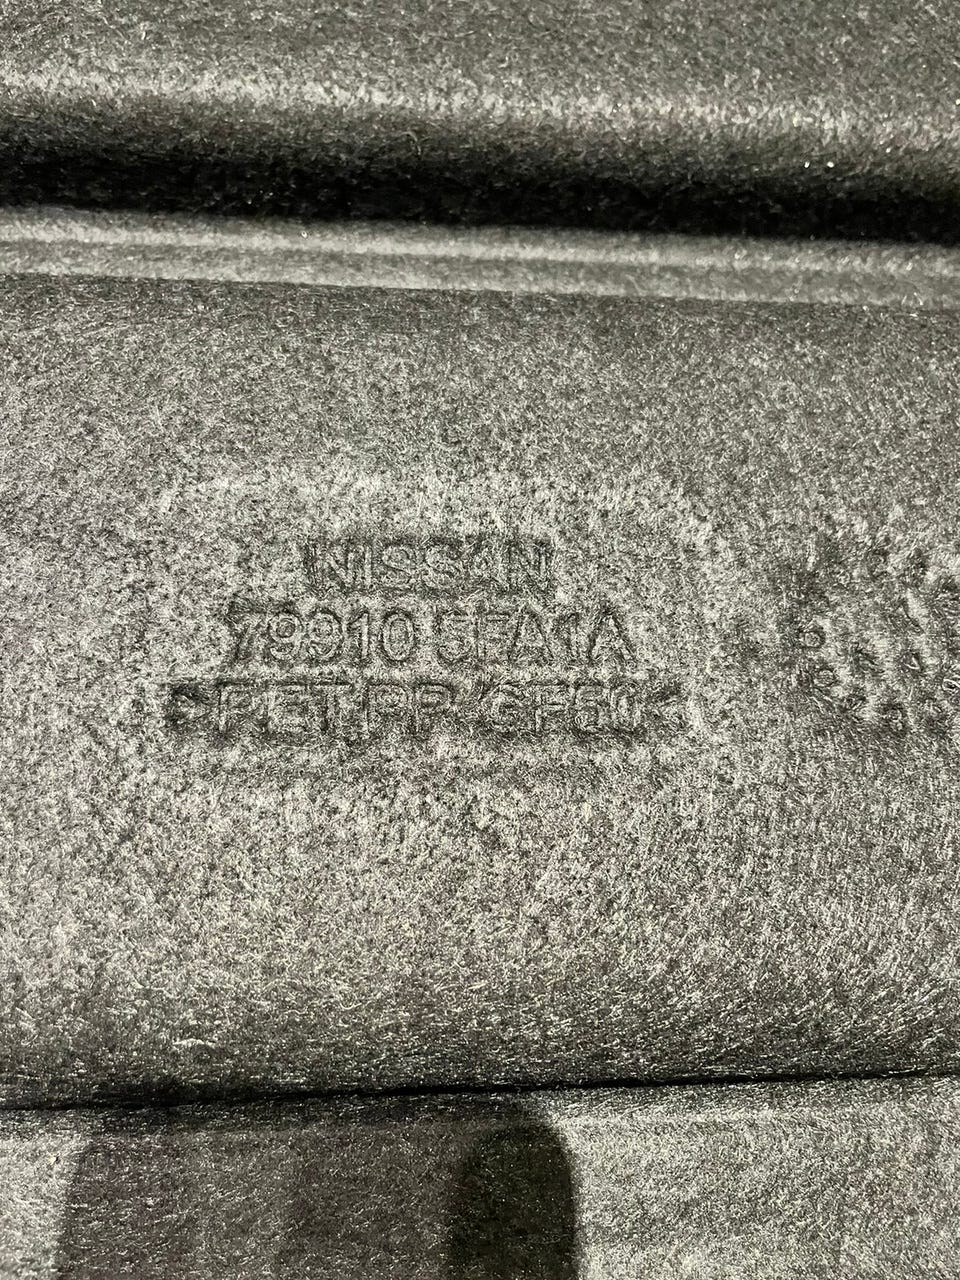 NISSAN
79910 5FA1A
>PET,PP/GF50<